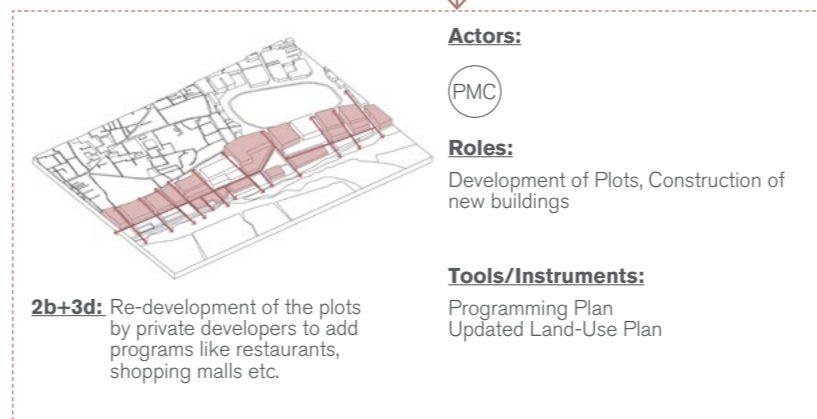 2b+3d: Re-development of the plots
by private developers to add
programs like restaurants,
shopping malls etc.
Actors:
PMC
Roles:
Development of Plots, Construction of
new buildings
Tools/Instruments:
Programming Plan
Updated Land-Use Plan